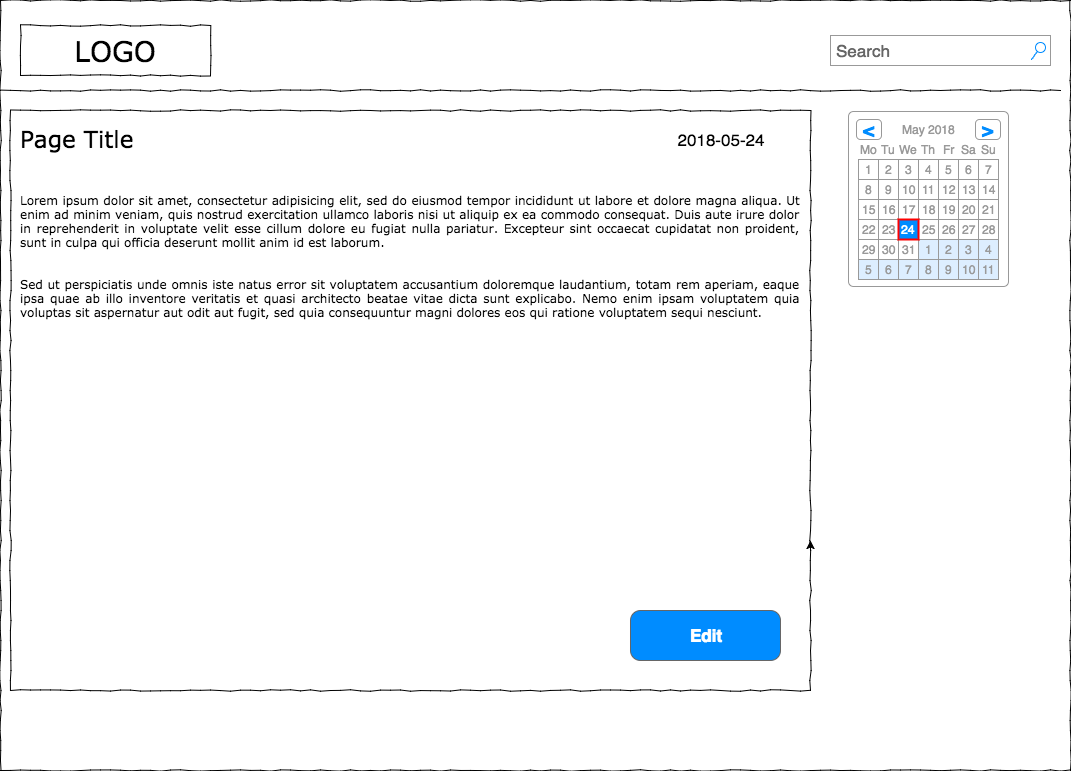 LOGO
Search
Page Title
2018-05-24
Lorem ipsum dolor sit amet, consectetur adipisicing elit, sed do eiusmod tempor incididunt ut labore et dolore magna aliqua. Ut
enim ad minim veniam, quis nostrud exercitation ullamco laboris nisi ut aliquip ex ea commodo consequat. Duis aute irure dolor
in reprehenderit in voluptate velit esse cillum dolore eu fugiat nulla pariatur. Excepteur sint occaecat cupidatat non proident,
sunt in culpa qui officia deserunt mollit anim id est laborum.
Sed ut perspiciatis unde omnis iste natus error sit voluptatem accusantium doloremque laudantium, totam rem aperiam, eaque
ipsa quae ab illo inventore veritatis et quasi architecto beatae vitae dicta sunt explicabo. Nemo enim ipsam voluptatem quia
voluptas sit aspernatur aut odit aut fugit, sed quia consequuntur magni dolores eos qui ratione voluptatem sequi nesciunt.
Edit
< May 2018 >
Mo Tu We Th Fr Sa Su
1 2 3 4 5 6 7
8 9 10 11 12 13 14
15 16 17 18 19 20 21
22 23 24 25 26 27 28
29 30 31 1 2 3 4
5 6 7 8 9 10 11